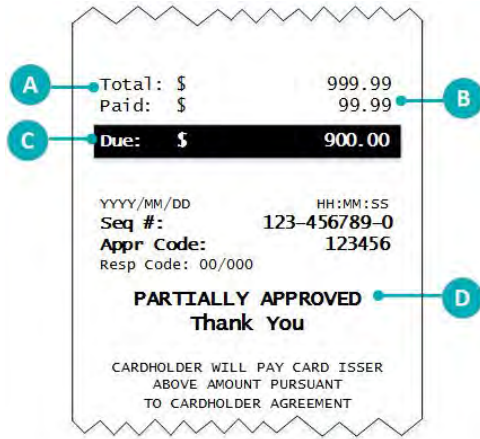 A Total: $ 999.99
Paid: $ 99.99 B
C Due: $ 900.00
YYYY/MM/DD HH:MM:SS
Seq #: 123-456789-0
Appr Code: 123456
Resp Code: 00/000
PARTIALLY APPROVED D
Thank You
CARDHOLDER WILL PAY CARD ISSER
ABOVE AMOUNT PURSUANT
TO CARDHOLDER AGREEMENT